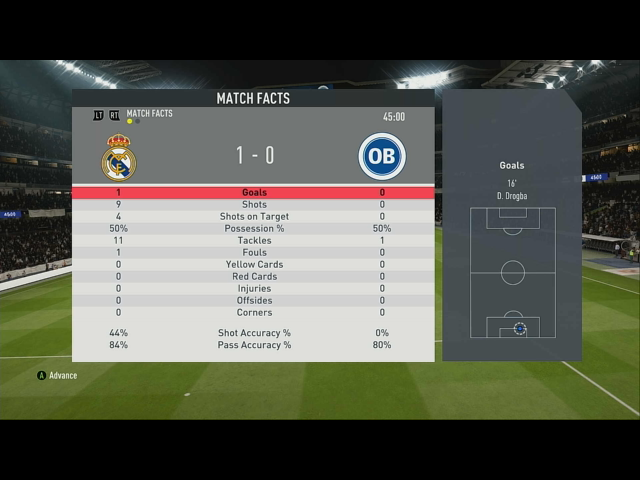 MATCH FACTS
LT RT MATCH FACTS
45:00
1 - 0
OB
1 Goals 0
9 Shots 0
4 Shots on Target 0
50% Possession % 50%
11 Tackles 1
1 Fouls 0
0 Yellow Cards 0
0 Red Cards 0
0 Injuries 0
0 Offsides 0
0 Corners 0
44% Shot Accuracy % 0%
84% Pass Accuracy % 80%
Goals
16'
D. Drogba
A Advance